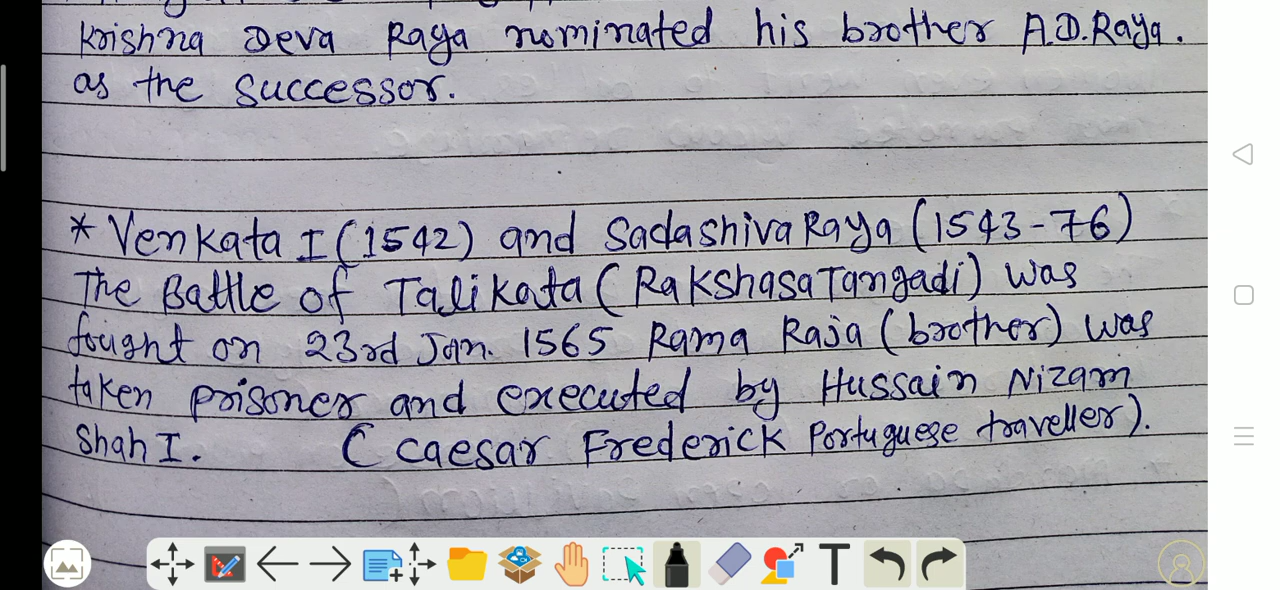 Krishna Deva Raya nominated his brother A.D.Raya.
as the successor.
* Venkata I (1542) and Sadashiva Raya (1543-76)
The Battle of Talikata (Rakshasa Tangadi) was
fought on 23rd Jan. 1565 Rama Raja (brother) was
taken prisoner and executed by Hussain Nizam
Shah I. ( Caesar Frederick Portuguese traveller).
T